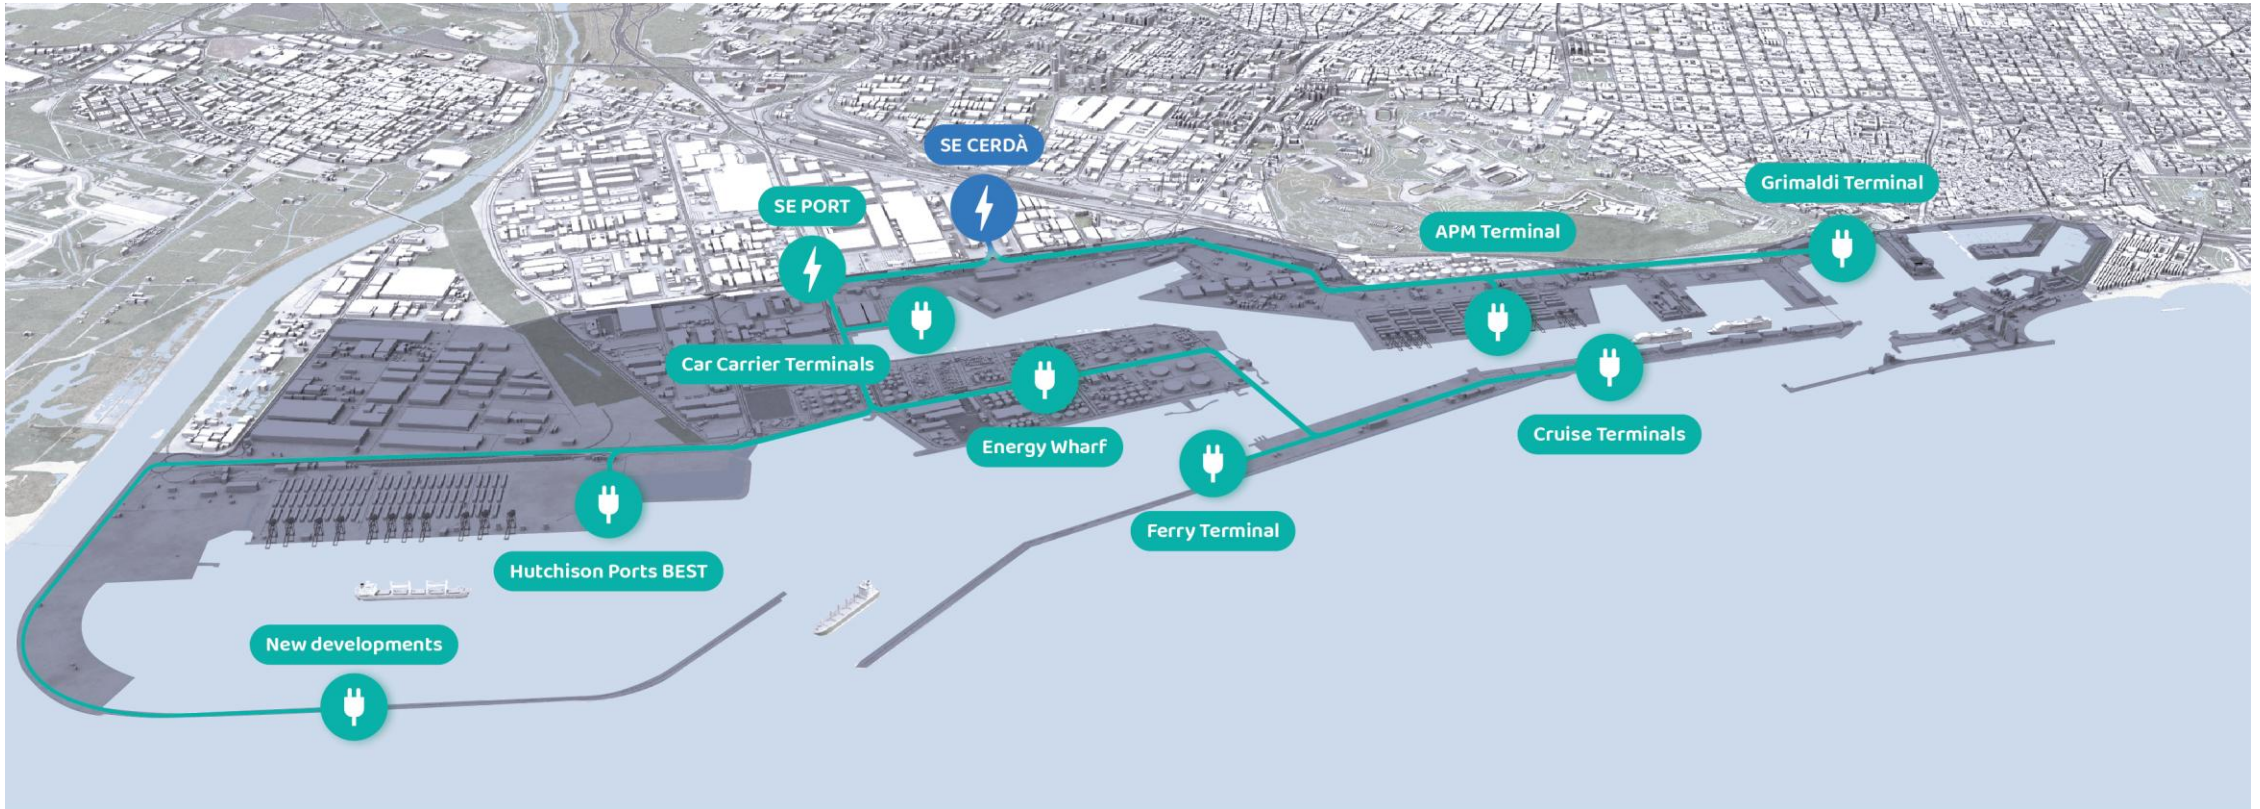 SE CERDÀ
Grimaldi Terminal
SE PORT
APM Terminal
Car Carrier Terminals
Cruise Terminals
Energy Wharf
Ferry Terminal
Hutchison Ports BEST
New developments